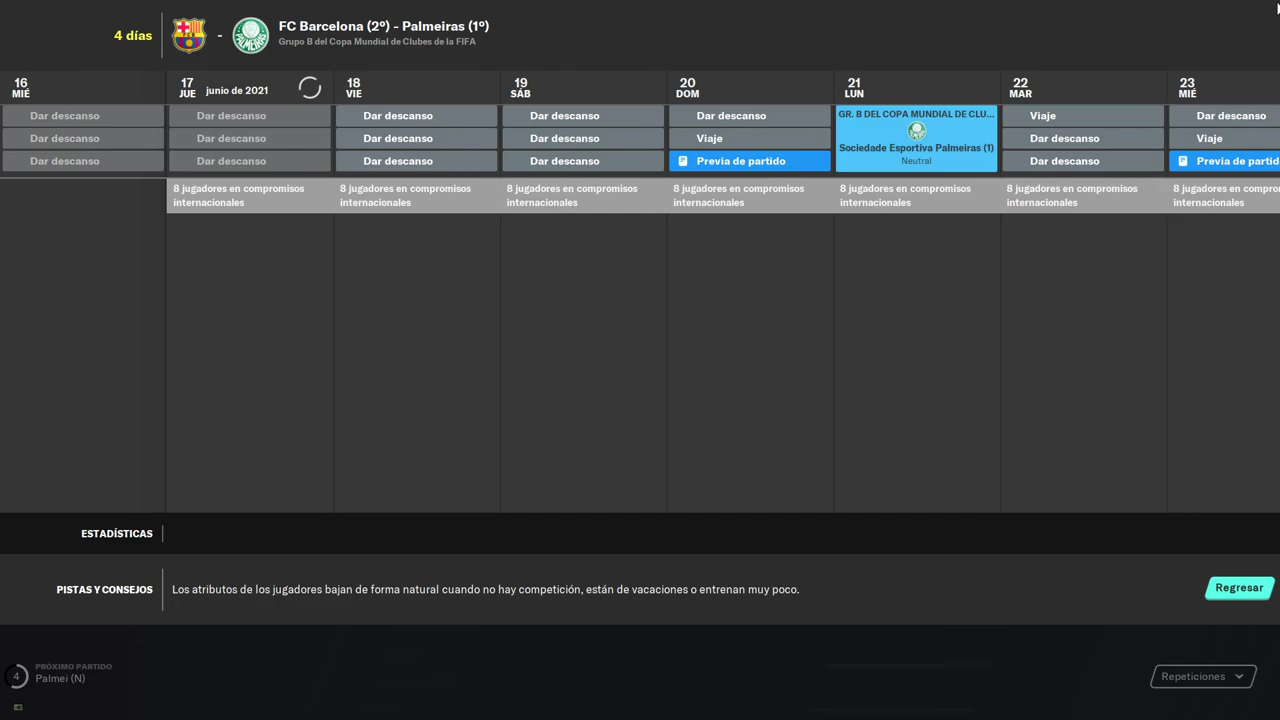 4 días
FC Barcelona (2º) - Palmeiras (1º)
Grupo B del Copa Mundial de Clubes de la FIFA
16
MIÉ
17
JUE junio de 2021
18
VIE
19
SÁB
20
DOM
21
LUN
22
MAR
23
MIÉ
Dar descanso
Dar descanso
Dar descanso
Dar descanso
Dar descanso
Dar descanso
Dar descanso
Dar descanso
Dar descanso
Dar descanso
Dar descanso
Dar descanso
Dar descanso
Viaje
Previa de partido
GR. B DEL COPA MUNDIAL DE CLU...
Sociedade Esportiva Palmeiras (1)
Neutral
Viaje
Dar descanso
Dar descanso
Dar descanso
Viaje
Previa de partid
8 jugadores en compromisos
internacionales
8 jugadores en compromisos
internacionales
8 jugadores en compromisos
internacionales
8 jugadores en compromisos
internacionales
8 jugadores en compromisos
internacionales
8 jugadores en compromisos
internacionales
8 jugadores en compro
internacionales
ESTADÍSTICAS
PISTAS Y CONSEJOS
Los atributos de los jugadores bajan de forma natural cuando no hay competición, están de vacaciones o entrenan muy poco.
Regresar
4
PRÓXIMO PARTIDO
Palmei (N)
Repeticiones